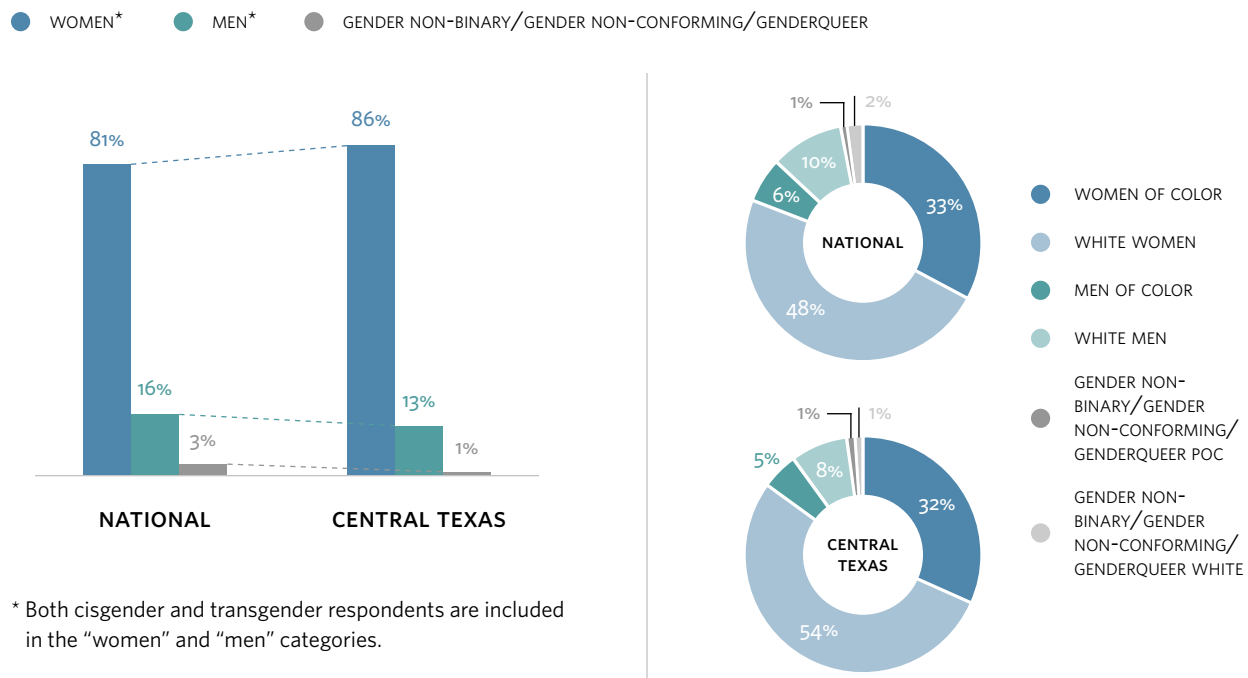 WOMEN*
MEN*
GENDER NON-BINARY/GENDER NON-CONFORMING/GENDERQUEER
81%
86%
16%
13%
3%
1%
NATIONAL
CENTRAL TEXAS
* Both cisgender and transgender respondents are included
in the “women” and “men” categories.
1%
2%
10%
6%
33%
NATIONAL
48%
1%
1%
5%
8%
32%
CENTRAL
TEXAS
54%
WOMEN OF COLOR
WHITE WOMEN
MEN OF COLOR
WHITE MEN
GENDER NON-
BINARY/GENDER
NON-CONFORMING/
GENDERQUEER POC
GENDER NON-
BINARY/GENDER
NON-CONFORMING/
GENDERQUEER WHITE